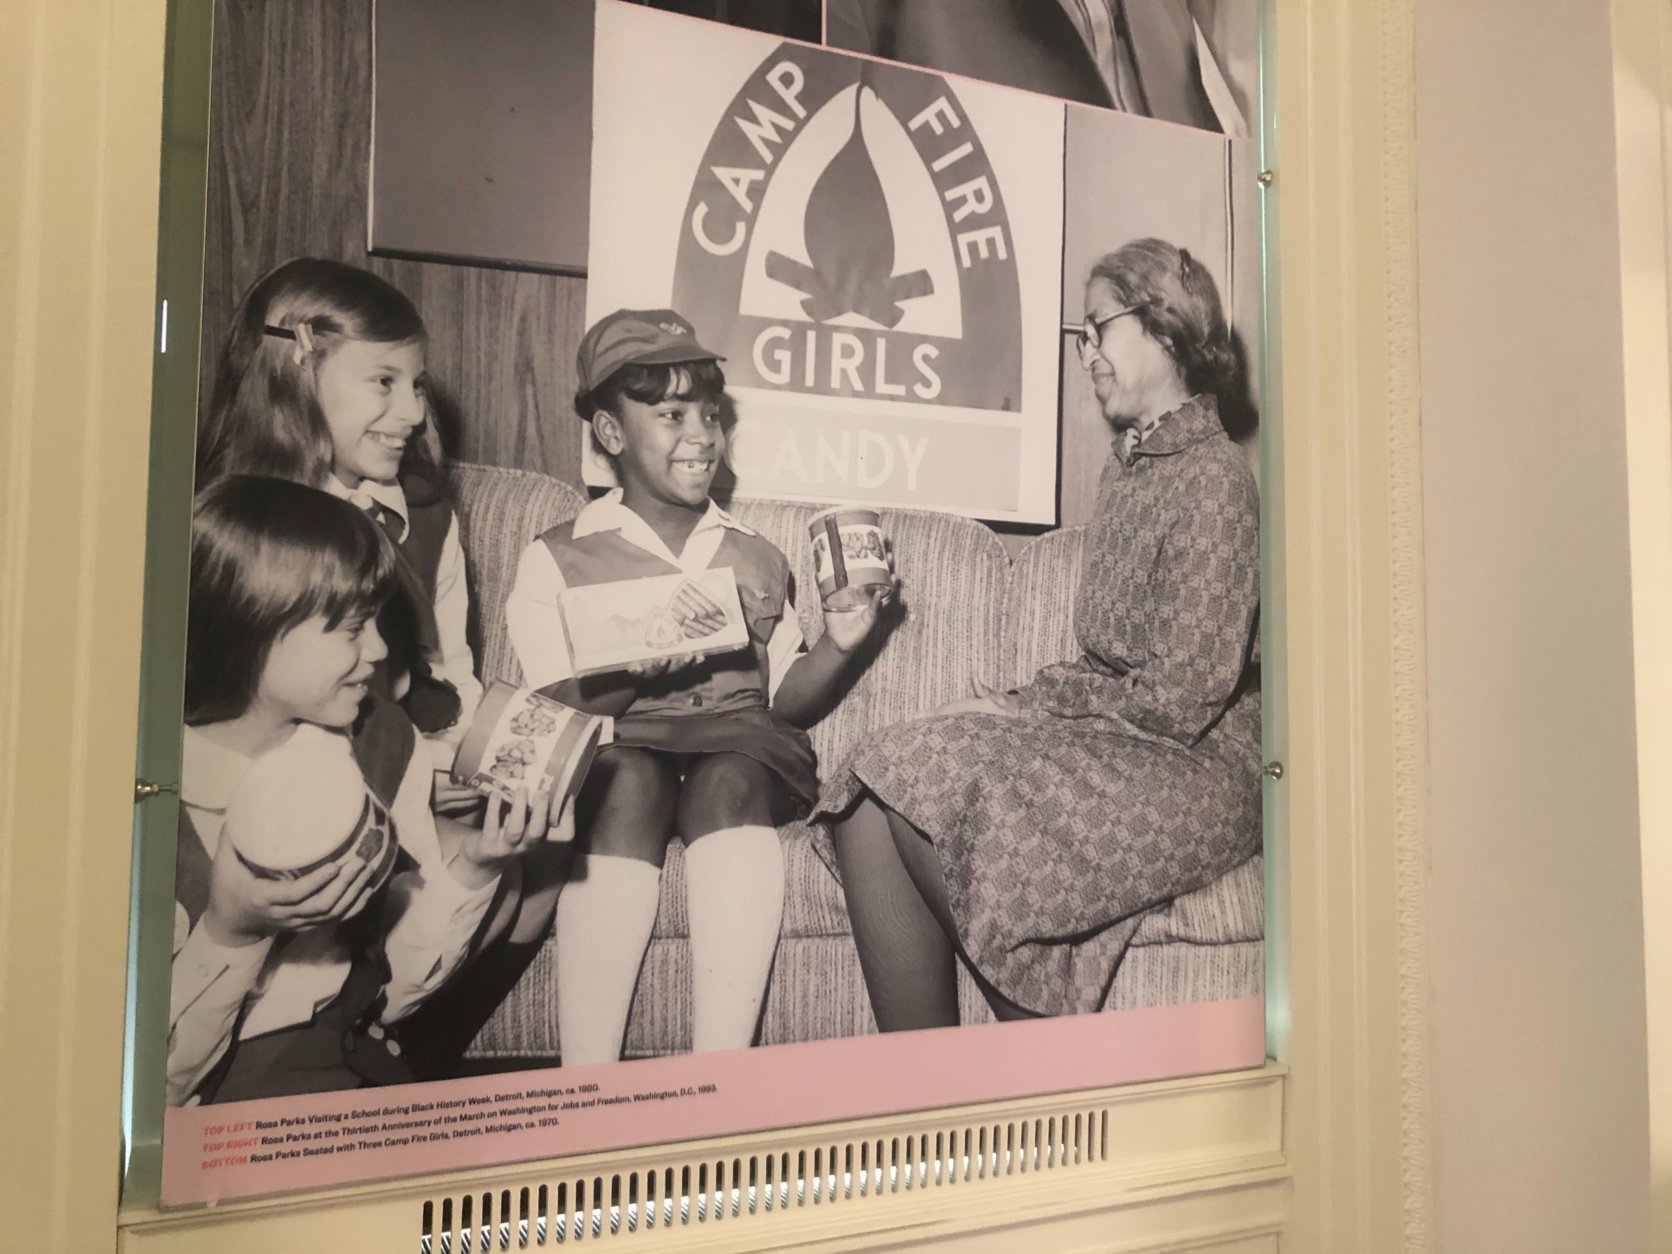 CAMP FIRE
GIRLS
CANDY
TOP LEFT Rosa Parks Visiting a School during Black History Week, Detroit, Michigan, ca. 1980.
TOP RIGHT Rosa Parks at the Thirtieth Anniversary of the March on Washington for Jobs and Freedom, Washington, D.C., 1993.
BOTTOM Rosa Parks Seated with Three Camp Fire Girls, Detroit, Michigan, ca. 1970.